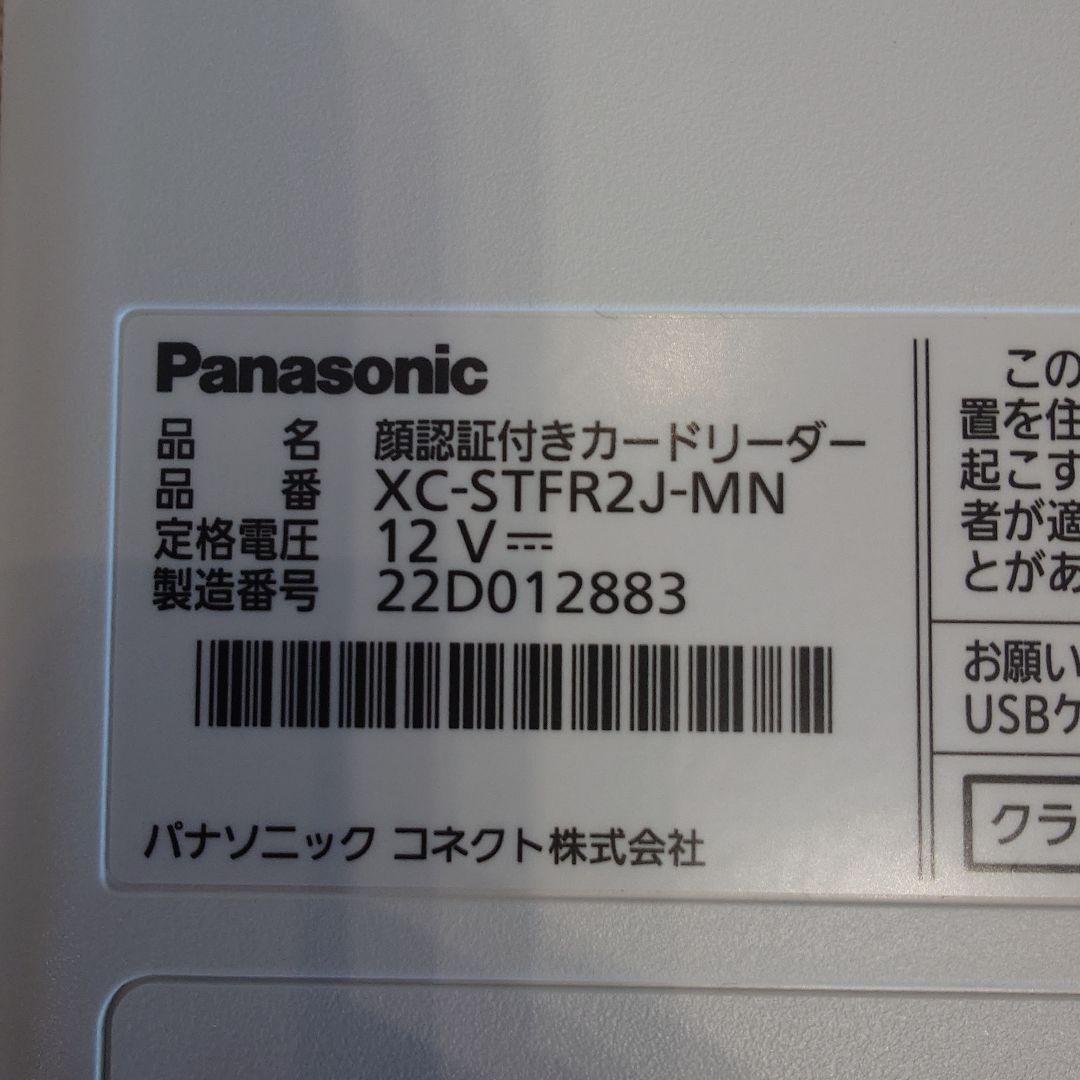 Panasonic
品名 顔認証付きカードリーダー
品番 XC-STFR2J-MN
定格電圧 12 V⎓
製造番号 22D012883
パナソニック コネクト株式会社
この
置を住
起こす
者が適
とがあ
お願い
USBケ
クラ